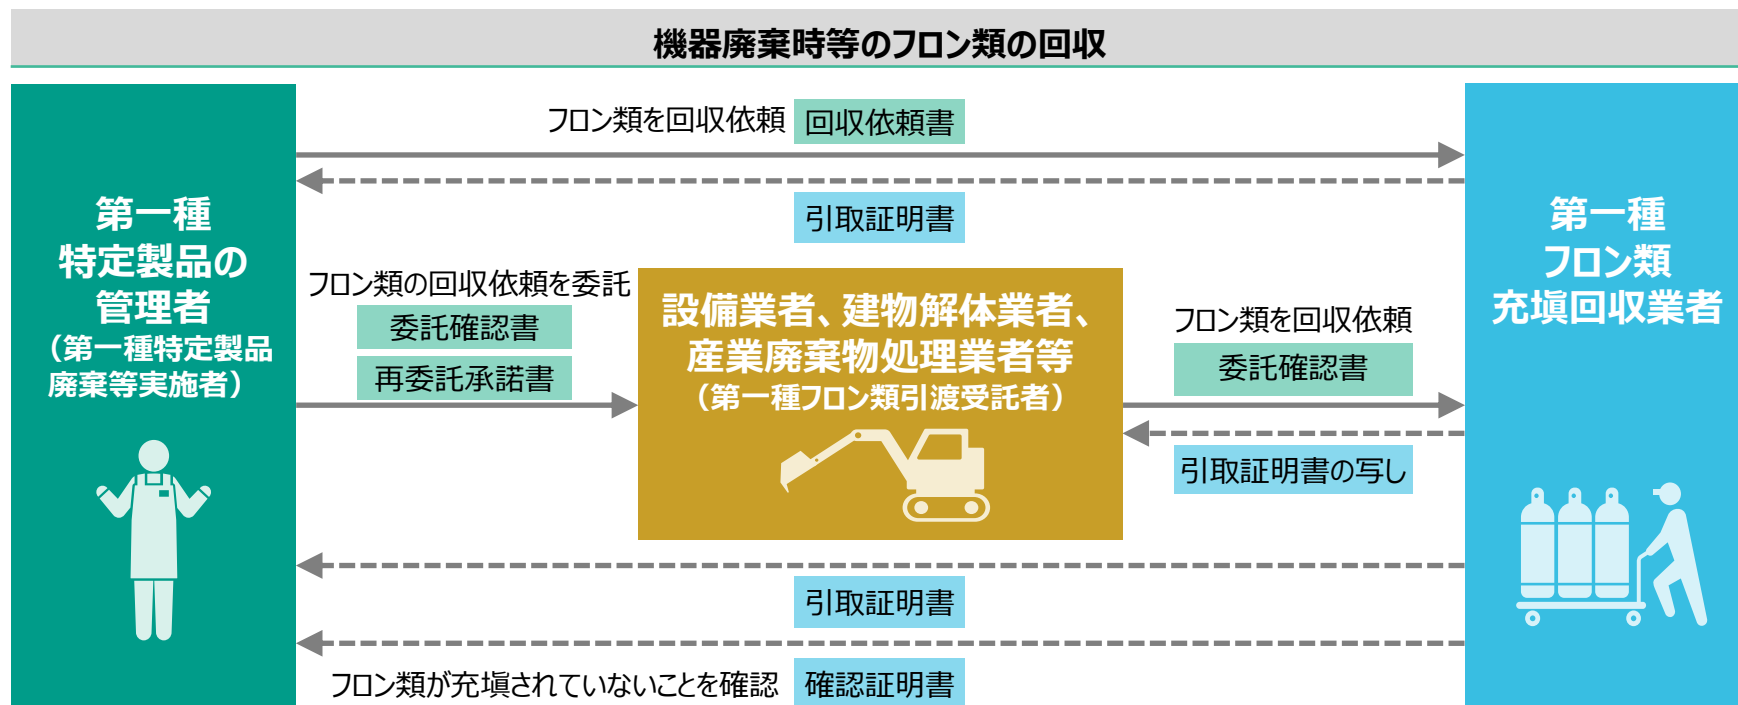 機器廃棄時等のフロン類の回収
フロン類を回収依頼 回収依頼書
引取証明書
第一種
特定製品の
管理者
（第一種特定製品
廃棄等実施者）
フロン類の回収依頼を委託
委託確認書
再委託承諾書
設備業者、建物解体業者、
産業廃棄物処理業者等
（第一種フロン類引渡受託者）
フロン類を回収依頼
委託確認書
引取証明書の写し
第一種
フロン類
充塡回収業者
引取証明書
フロン類が充塡されていないことを確認 確認証明書